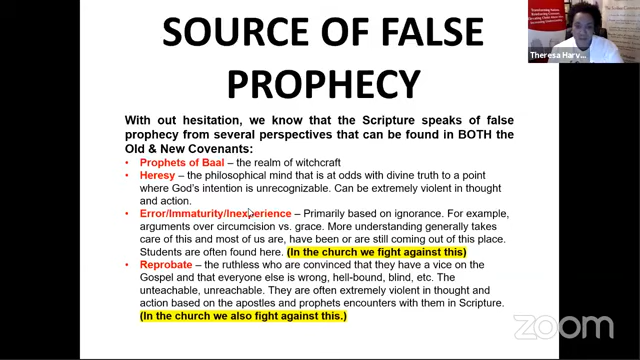 SOURCE OF FALSE
PROPHECY
With out hesitation, we know that the Scripture speaks of false
prophecy from several perspectives that can be found in BOTH the
Old & New Covenants:
• Prophets of Baal – the realm of witchcraft
• Heresy – the philosophical mind that is at odds with divine truth to a point
where God's intention is unrecognizable. Can be extremely violent in thought
and action.
• Error/Immaturity/Inexperience – Primarily based on ignorance. For example,
arguments over circumcision vs. grace. More understanding generally takes
care of this and most of us are, have been or are still coming out of this place.
Students are often found here. (In the church we fight against this)
• Reprobate – the ruthless who are convinced that they have a vice on the
Gospel and that everyone else is wrong, hell-bound, blind, etc. The
unteachable, unreachable. They are often extremely violent in thought and
action based on the apostles and prophets encounters with them in Scripture.
(In the church we also fight against this.)
Theresa Harv...
zoom